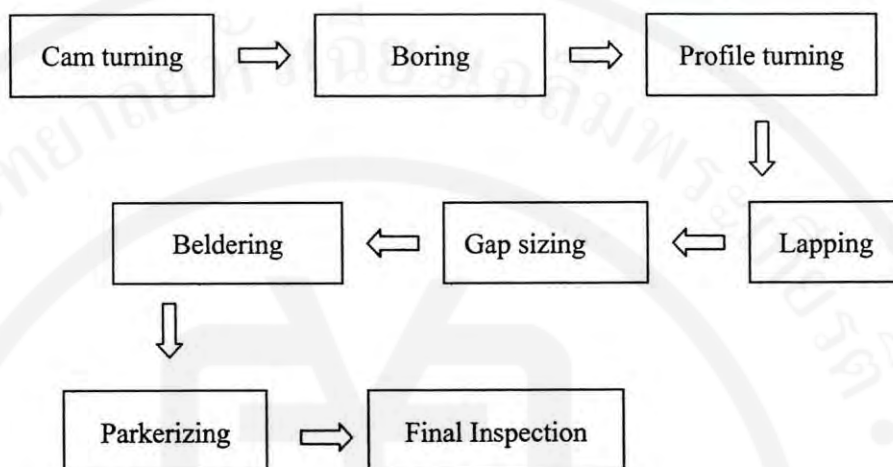 Cam turning
Boring
Profile turning
Lapping
Gap sizing
Beldering
Parkerizing
Final Inspection